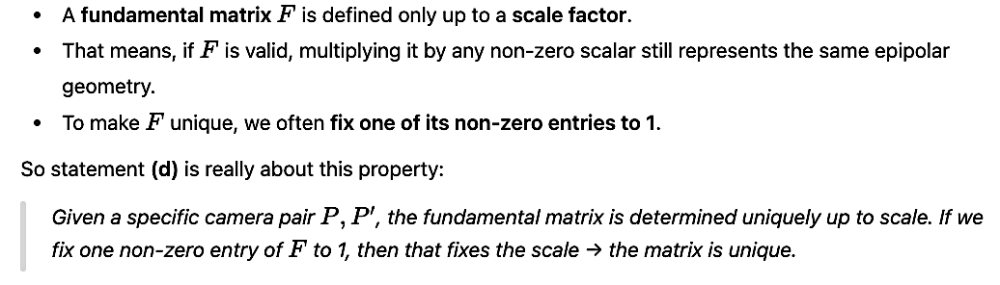 • A fundamental matrix F is defined only up to a scale factor.
• That means, if F is valid, multiplying it by any non-zero scalar still represents the same epipolar
geometry.
• To make F unique, we often fix one of its non-zero entries to 1.
So statement (d) is really about this property:
Given a specific camera pair P, P′, the fundamental matrix is determined uniquely up to scale. If we
fix one non-zero entry of F to 1, then that fixes the scale → the matrix is unique.